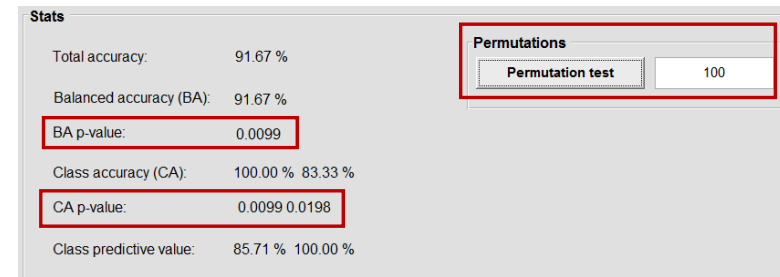 Stats
Total accuracy: 91.67 %
Balanced accuracy (BA): 91.67 %
BA p-value: 0.0099
Class accuracy (CA): 100.00 % 83.33 %
CA p-value: 0.0099 0.0198
Class predictive value: 85.71 % 100.00 %
Permutations
Permutation test 100